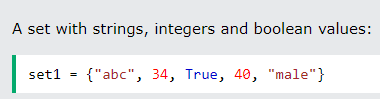 A set with strings, integers and boolean values:
set1 = {"abc", 34, True, 40, "male"}